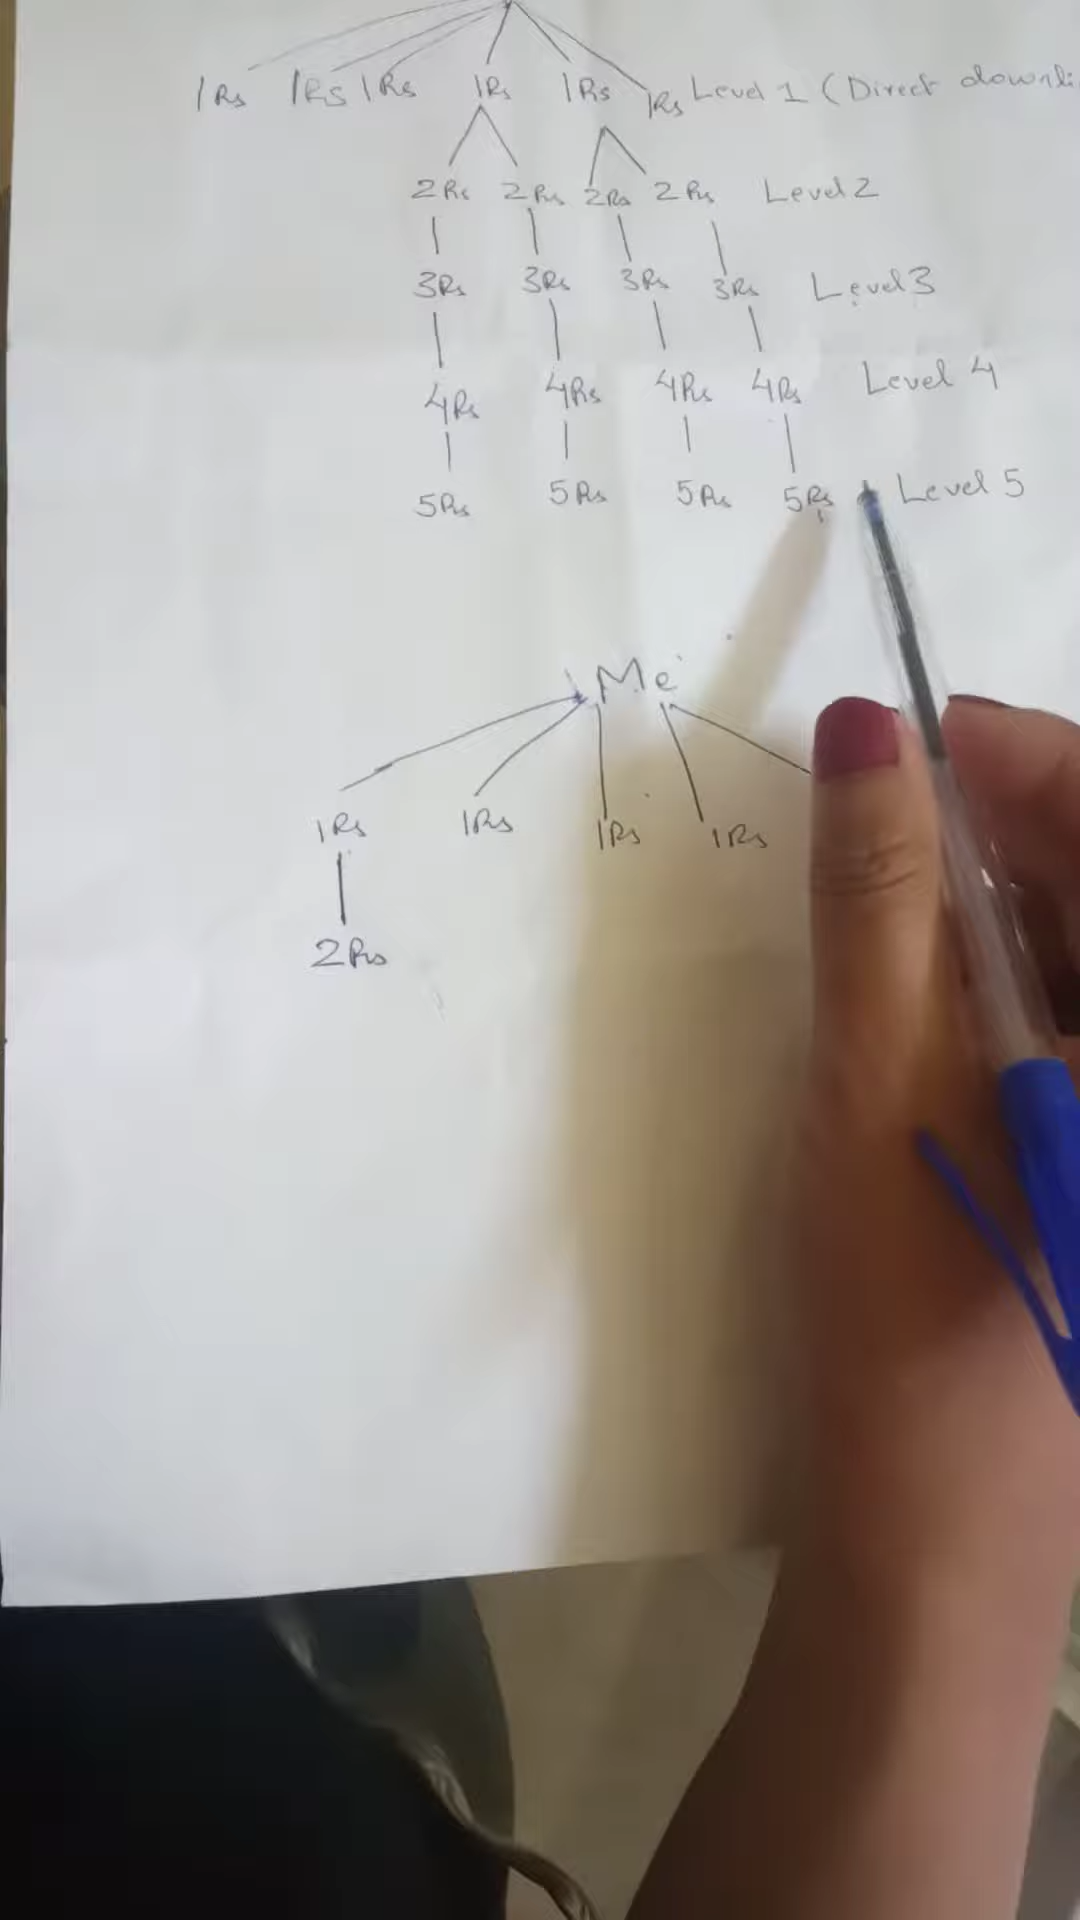 1Rs 1Rs 1Rs 1Rs 1Rs 1Rs Level 1 (Direct
2Rs 2Rs 2Rs 2Rs Level 2
3Rs 3Rs 3Rs 3Rs Level 3
4Rs 4Rs 4Rs 4Rs Level 4
5Rs 5Rs 5Rs 5Rs Level 5
Me
1Rs 1Rs 1Rs 1Rs
2Rs